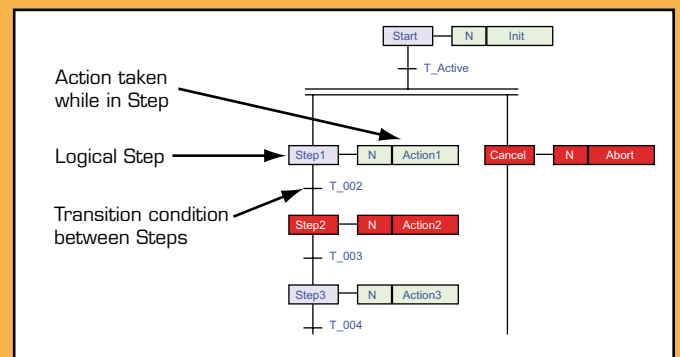 Start N Init
T_Active
Action taken
while in Step
Logical Step
Step1 N Action1
Cancel N Abort
T_002
Transition condition
between Steps
Step2 N Action2
T_003
Step3 N Action3
T_004